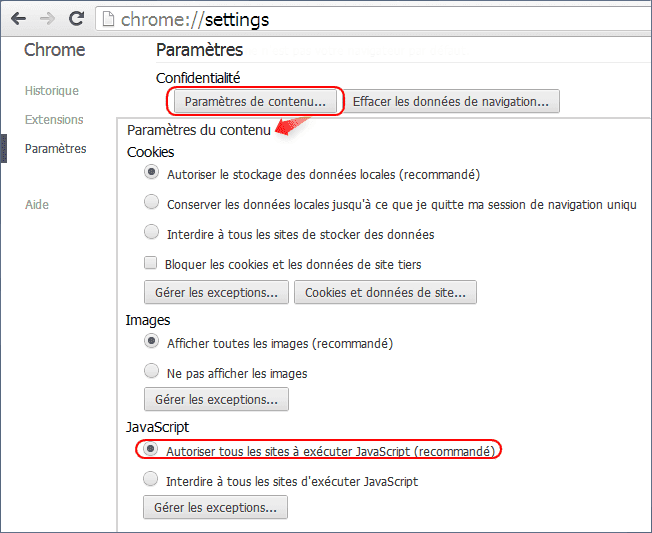 chrome://settings
Chrome
Paramètres
Historique
Extensions
Paramètres
Aide
Confidentialité
Paramètres de contenu... Effacer les données de navigation...
Paramètres du contenu
Cookies
Autoriser le stockage des données locales (recommandé)
Conserver les données locales jusqu'à ce que je quitte ma session de navigation uniqu
Interdire à tous les sites de stocker des données
Bloquer les cookies et les données de site tiers
Gérer les exceptions... Cookies et données de site...
Images
Afficher toutes les images (recommandé)
Ne pas afficher les images
Gérer les exceptions...
JavaScript
Autoriser tous les sites à exécuter JavaScript (recommandé)
Interdire à tous les sites d'exécuter JavaScript
Gérer les exceptions...